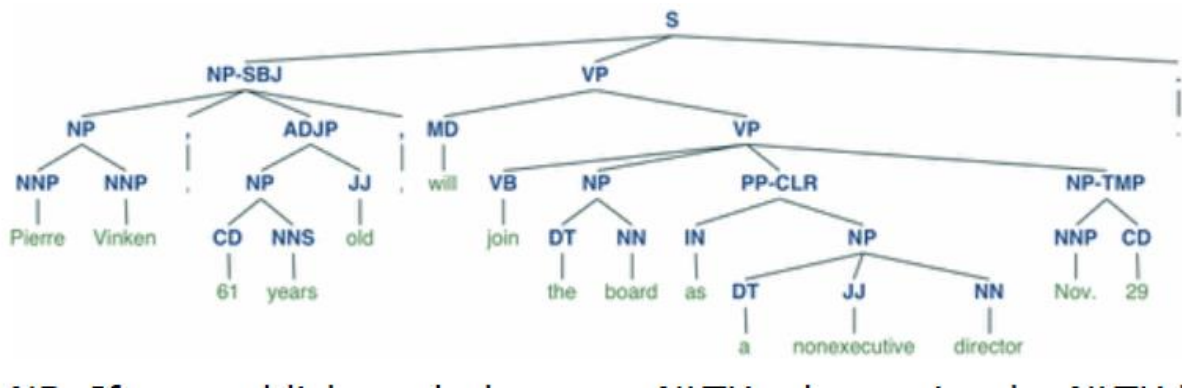 S
NP-SBJ VP .
NP , ADJP , MD VP
NNP NNP , NP JJ , will VB NP PP-CLR NP-TMP
Pierre Vinken CD NNS old join DT NN IN NP NNP CD
61 years the board as DT JJ NN Nov. 29
a nonexecutive director